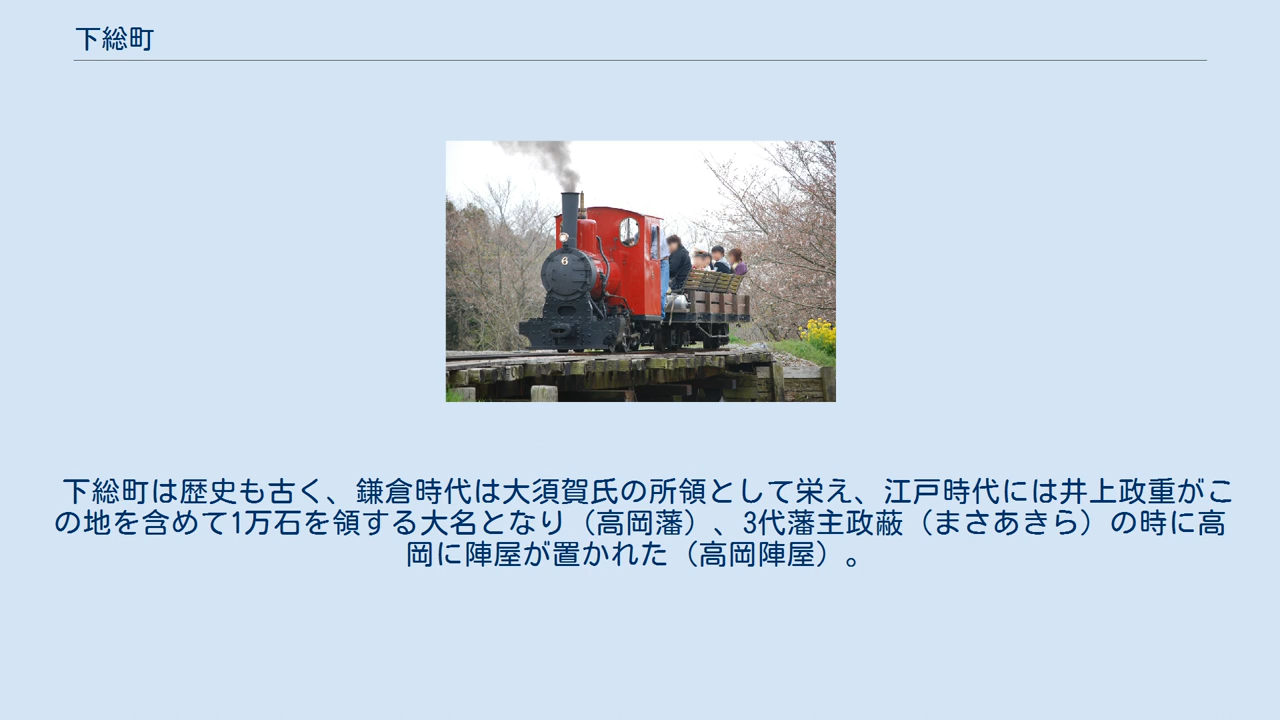 下総町
6
下総町は歴史も古く、鎌倉時代は大須賀氏の所領として栄え、江戸時代には井上政重がこ
の地を含めて1万石を領する大名となり（高岡藩）、3代藩主政蔽（まさあきら）の時に高
岡に陣屋が置かれた（高岡陣屋）。